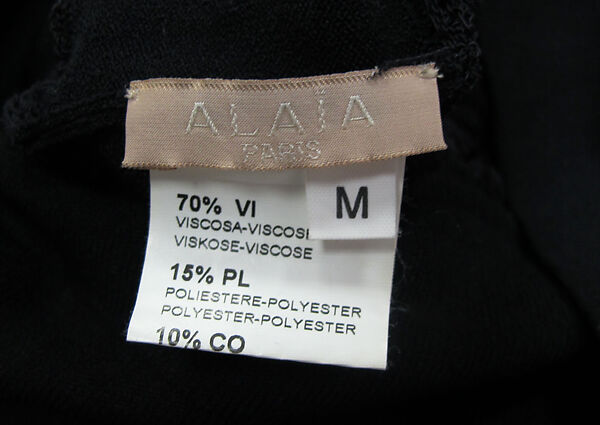 ALAÏA
PARIS
M
70% VI
VISCOSA-VISCOSE
VISKOSE-VISCOSE
15% PL
POLIESTERE-POLYESTER
POLYESTER-POLYESTER
10% CO